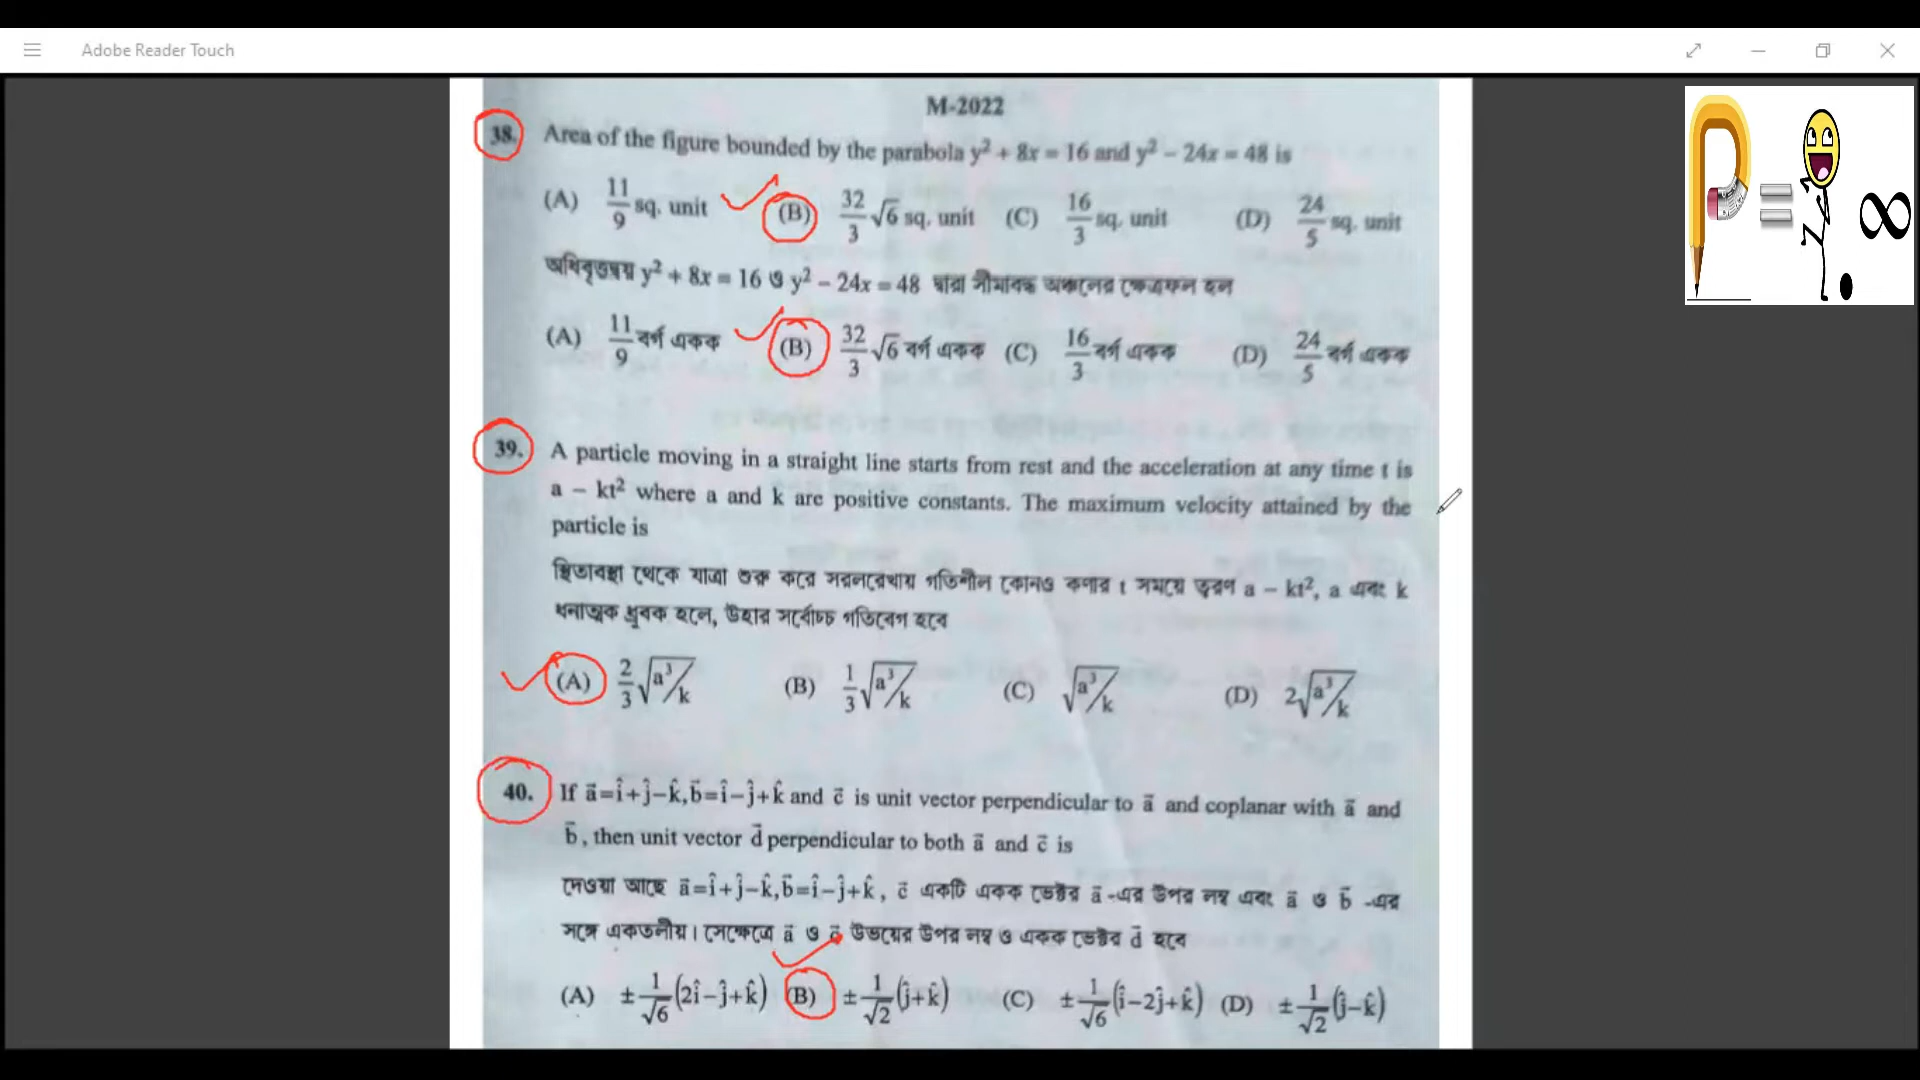 Adobe Reader Touch
M-2022
38. Area of the figure bounded by the parabola y² + 8x = 16 and y² − 24x = 48 is
(A) 11/9 sq. unit (B) 32/3 √6 sq. unit (C) 16/3 sq. unit (D) 24/5 sq. unit
অধিবৃত্তদ্বয় y² + 8x = 16 ও y² − 24x = 48 দ্বারা সীমাবদ্ধ অঞ্চলের ক্ষেত্রফল হল
(A) 11/9 বর্গ একক (B) 32/3 √6 বর্গ একক (C) 16/3 বর্গ একক (D) 24/5 বর্গ একক
39. A particle moving in a straight line starts from rest and the acceleration at any time t is
a − kt² where a and k are positive constants. The maximum velocity attained by the
particle is
স্থিতাবস্থা থেকে যাত্রা শুরু করে সরলরেখায় গতিশীল কোনও কণার t সময়ে ত্বরণ a − kt², a এবং k
ধনাত্মক ধ্রুবক হলে, উহার সর্বোচ্চ গতিবেগ হবে
(A) 2/3 √(a³/k) (B) 1/3 √(a³/k) (C) √(a³/k) (D) 2√(a³/k)
40. If a⃗=î+ĵ−k̂, b⃗=î−ĵ+k̂ and c⃗ is unit vector perpendicular to a⃗ and coplanar with a⃗ and
b⃗, then unit vector d⃗ perpendicular to both a⃗ and c⃗ is
দেওয়া আছে a⃗=î+ĵ−k̂, b⃗=î−ĵ+k̂, c⃗ একটি একক ভেক্টর a⃗-এর উপর লম্ব এবং a⃗ ও b⃗-এর
সঙ্গে একতলীয়। সেক্ষেত্রে a⃗ ও c⃗ উভয়ের উপর লম্ব ও একক ভেক্টর d⃗ হবে
(A) ±1/√6 (2î−ĵ+k̂) (B) ±1/√2 (ĵ+k̂) (C) ±1/√6 (î−2ĵ+k̂) (D) ±1/√2 (ĵ−k̂)
P = ∞